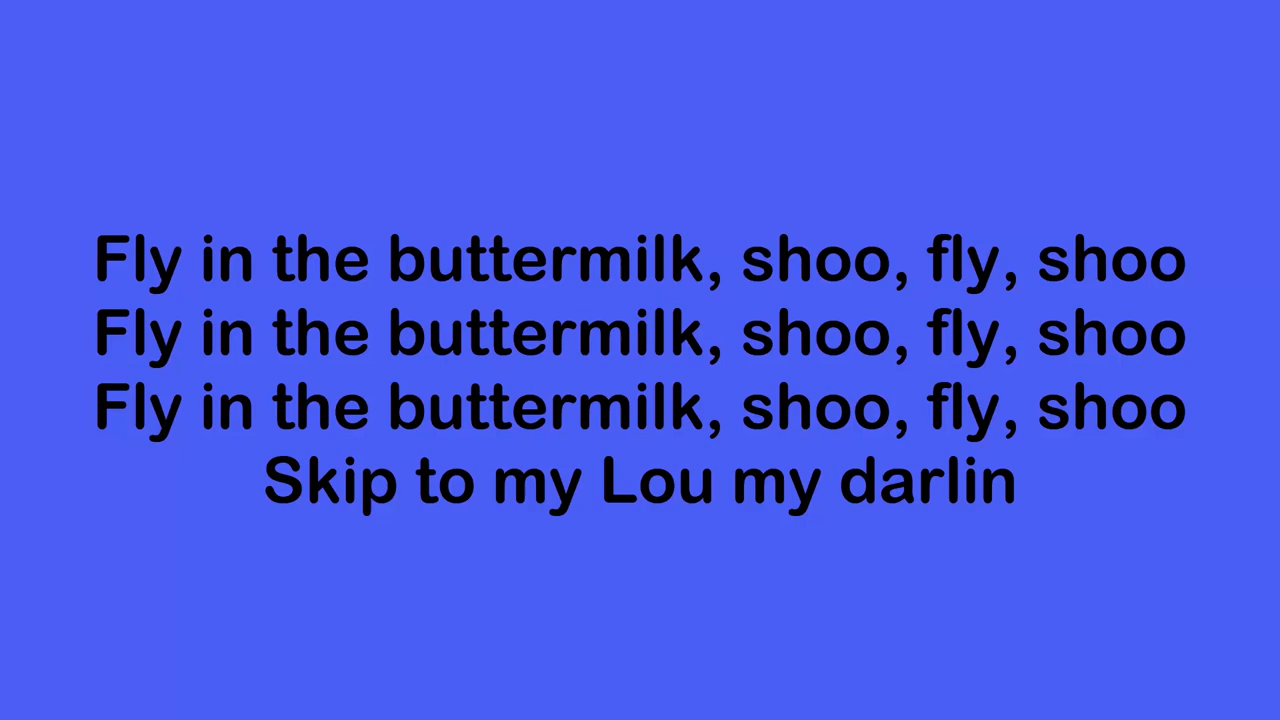 Fly in the buttermilk, shoo, fly, shoo
Fly in the buttermilk, shoo, fly, shoo
Fly in the buttermilk, shoo, fly, shoo
Skip to my Lou my darlin